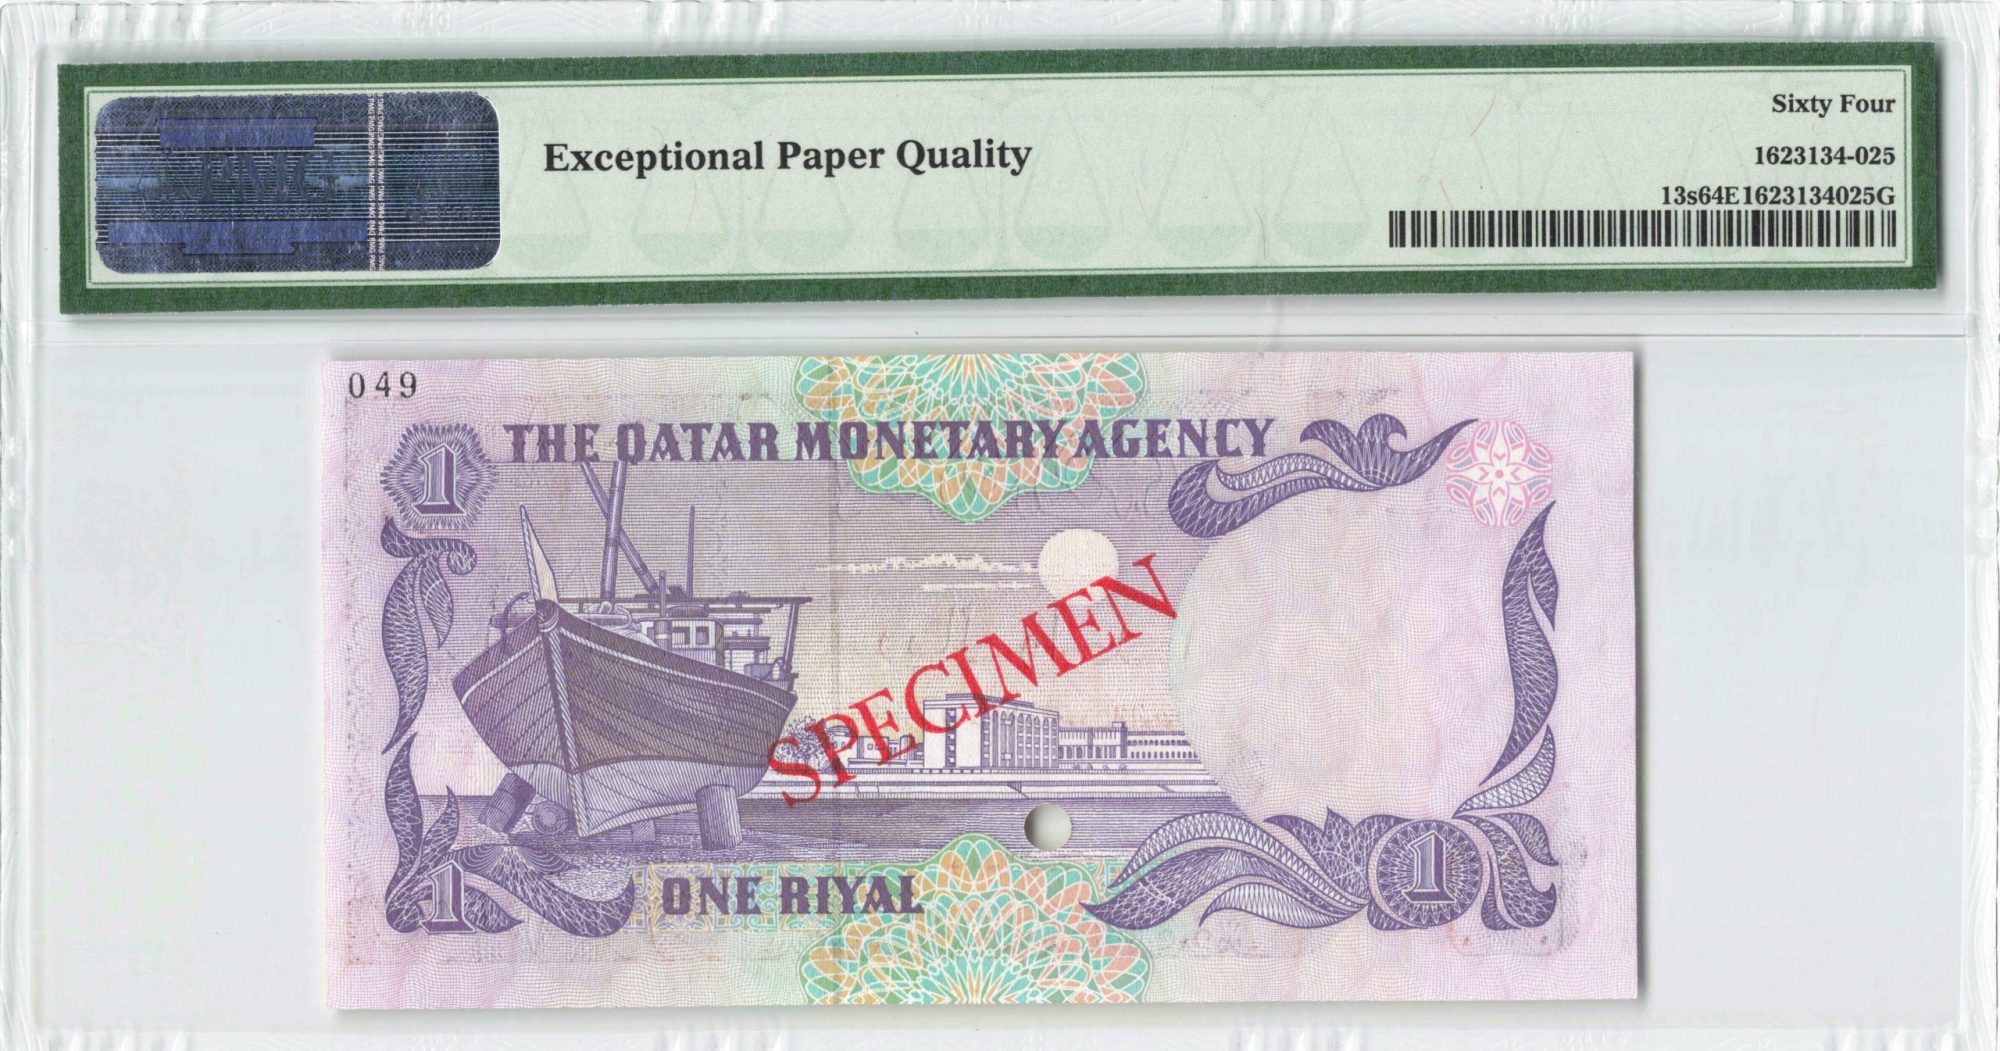 PMG
Exceptional Paper Quality
Sixty Four
1623134-025
13s64E1623134025G
049
1
THE QATAR MONETARY AGENCY
SPECIMEN
1
ONE RIYAL
1